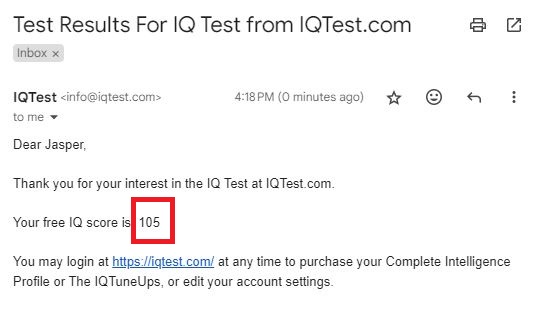 Test Results For IQ Test from IQTest.com
Inbox ×
IQTest <info@iqtest.com> 4:18 PM (0 minutes ago)
to me
Dear Jasper,
Thank you for your interest in the IQ Test at IQTest.com.
Your free IQ score is 105
You may login at https://iqtest.com/ at any time to purchase your Complete Intelligence
Profile or The IQTuneUps, or edit your account settings.